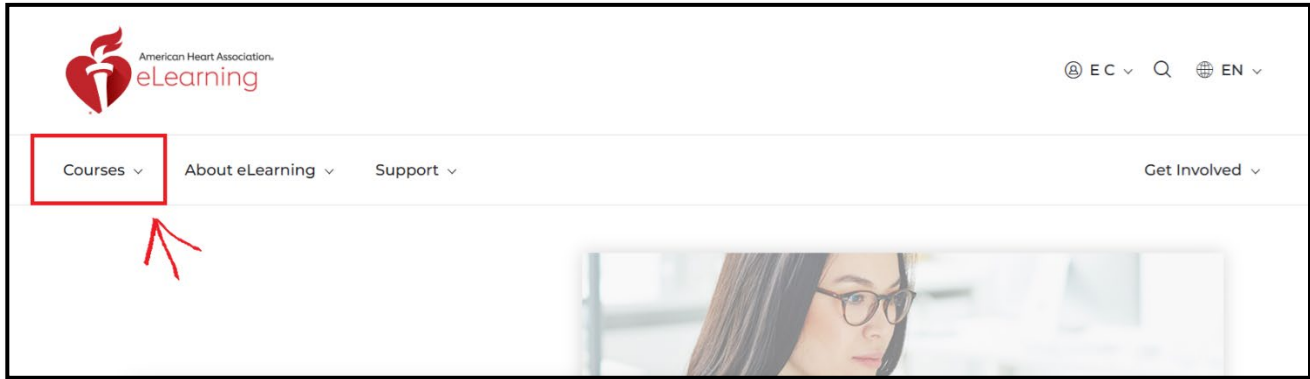 American Heart Association®
eLearning
E C
EN
Courses
About eLearning
Support
Get Involved